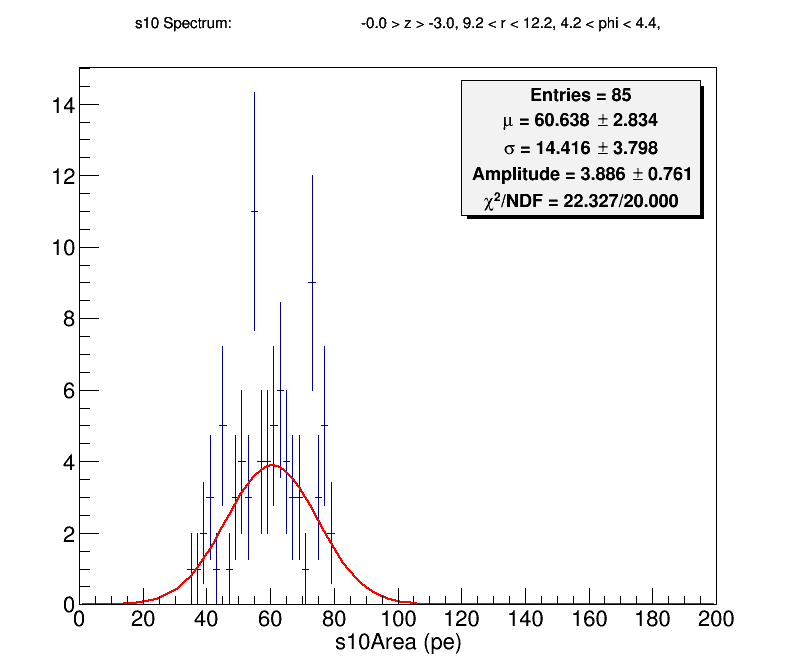 s10 Spectrum: -0.0 > z > -3.0, 9.2 < r < 12.2, 4.2 < phi < 4.4,
Entries = 85
μ = 60.638 ± 2.834
σ = 14.416 ± 3.798
Amplitude = 3.886 ± 0.761
χ²/NDF = 22.327/20.000
14
12
10
8
6
4
2
0
0 20 40 60 80 100 120 140 160 180 200
s10Area (pe)